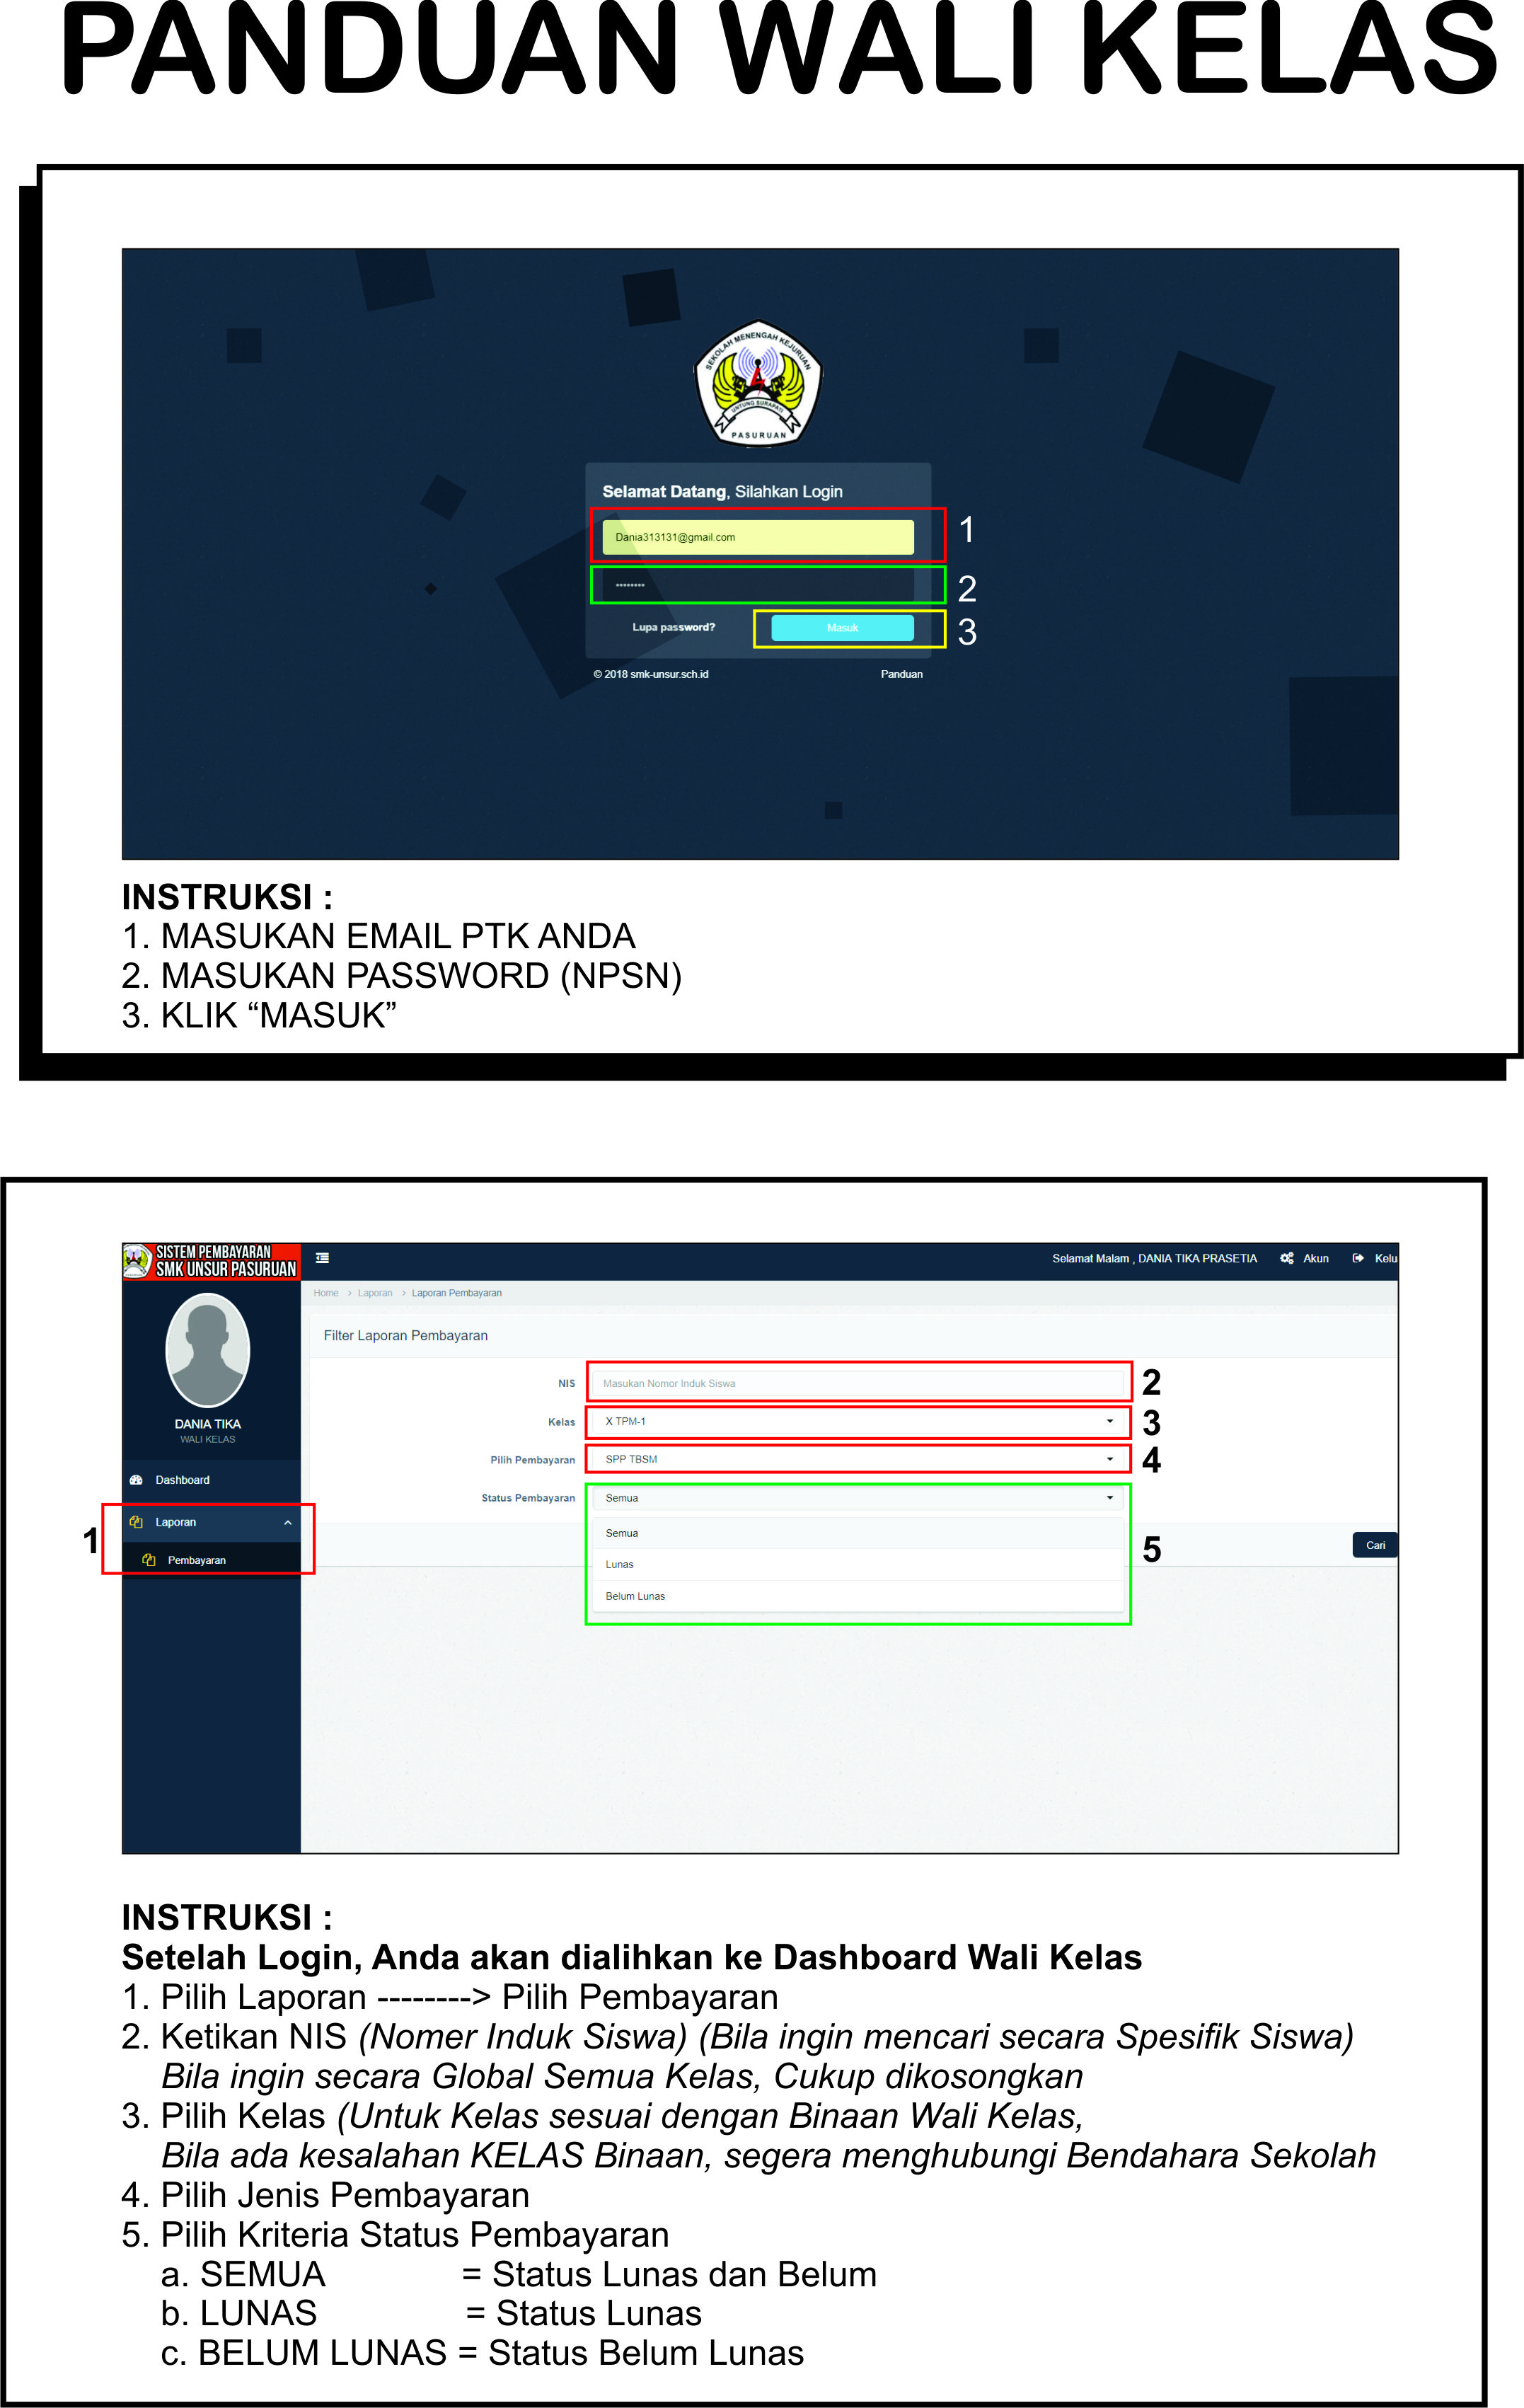 PANDUAN WALI KELAS
SEKOLAH MENENGAH KEJURUAN
UNTUNG SURAPATI
PASURUAN
Selamat Datang, Silahkan Login
Dania313131@gmail.com
1
••••••••
2
Lupa password?
Masuk
3
© 2018 smk-unsur.sch.id
Panduan
INSTRUKSI :
1. MASUKAN EMAIL PTK ANDA
2. MASUKAN PASSWORD (NPSN)
3. KLIK “MASUK”
SISTEM PEMBAYARAN
SMK UNSUR PASURUAN
Selamat Malam , DANIA TIKA PRASETIA
Akun
Kelu
Home > Laporan > Laporan Pembayaran
Filter Laporan Pembayaran
NIS
Masukan Nomor Induk Siswa
2
Kelas
X TPM-1
3
Pilih Pembayaran
SPP TBSM
4
Status Pembayaran
Semua
Semua
Lunas
Belum Lunas
5
Cari
DANIA TIKA
WALI KELAS
Dashboard
1
Laporan
Pembayaran
INSTRUKSI :
Setelah Login, Anda akan dialihkan ke Dashboard Wali Kelas
1. Pilih Laporan --------> Pilih Pembayaran
2. Ketikan NIS (Nomer Induk Siswa) (Bila ingin mencari secara Spesifik Siswa)
Bila ingin secara Global Semua Kelas, Cukup dikosongkan
3. Pilih Kelas (Untuk Kelas sesuai dengan Binaan Wali Kelas,
Bila ada kesalahan KELAS Binaan, segera menghubungi Bendahara Sekolah
4. Pilih Jenis Pembayaran
5. Pilih Kriteria Status Pembayaran
a. SEMUA = Status Lunas dan Belum
b. LUNAS = Status Lunas
c. BELUM LUNAS = Status Belum Lunas